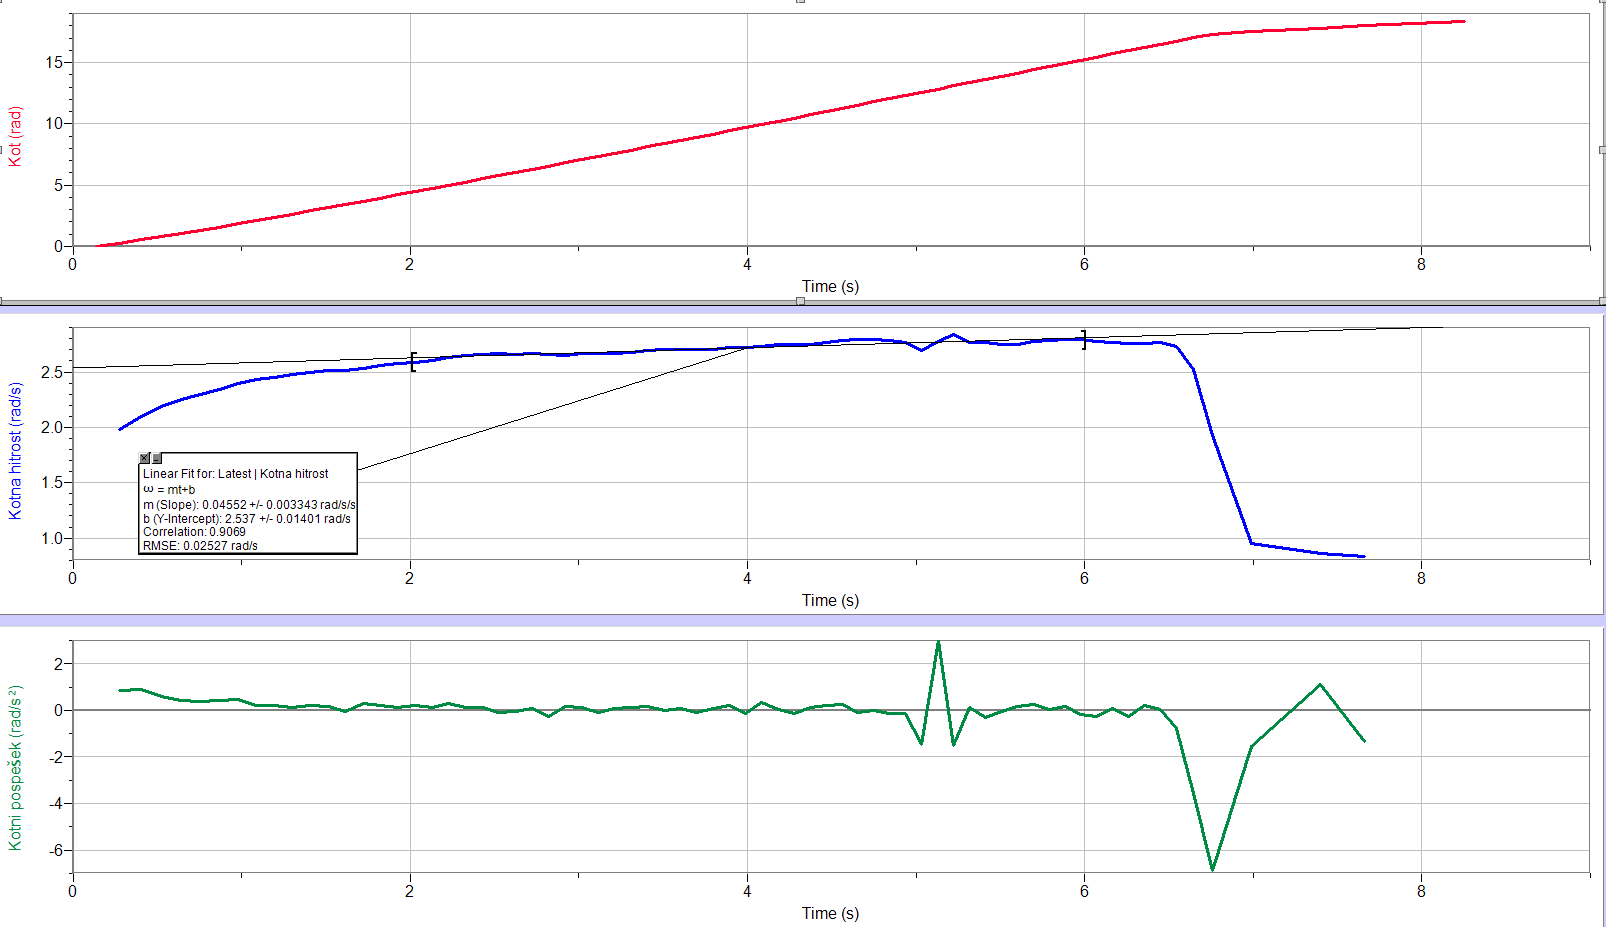 Kot (rad)
15
10
5
0
0 2 4 6 8
Time (s)
Kotna hitrost (rad/s)
2.5
2.0
1.5
1.0
Linear Fit for: Latest | Kotna hitrost
ω = mt+b
m (Slope): 0.04552 +/- 0.003343 rad/s/s
b (Y-Intercept): 2.537 +/- 0.01401 rad/s
Correlation: 0.9069
RMSE: 0.02527 rad/s
0 2 4 6 8
Time (s)
Kotni pospešek (rad/s²)
2
0
-2
-4
-6
0 2 4 6 8
Time (s)